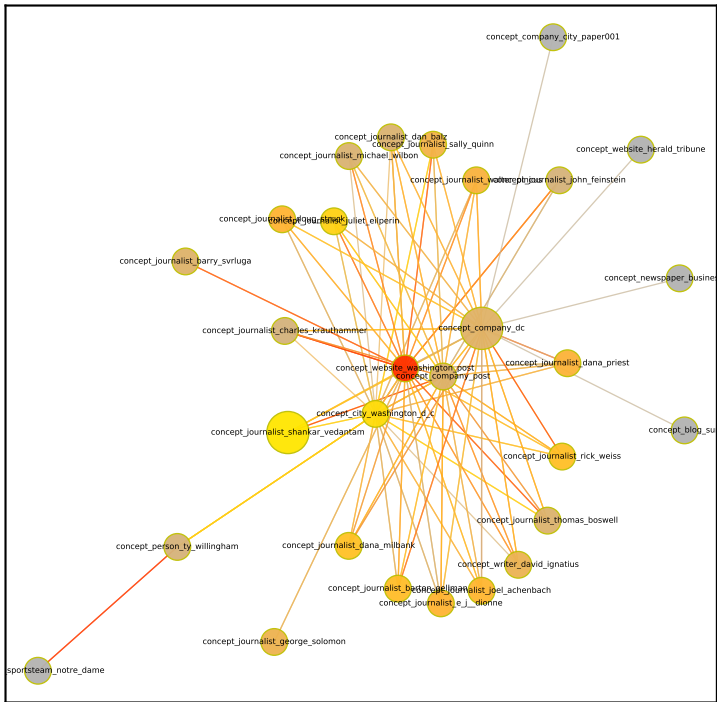 concept_company_city_paper001
concept_journalist_dan_balz
concept_journalist_sally_quinn
concept_website_herald_tribune
concept_journalist_michael_wilbon
concept_journalist_john_feinstein
concept_journalist_juliet_eilperin
concept_journalist_barry_svrluga
concept_newspaper_busines
concept_company_dc
concept_journalist_charles_krauthammer
concept_journalist_dana_priest
concept_website_washington_post
concept_company_post
concept_city_washington_d_c
concept_journalist_shankar_vedantam
concept_blog_su
concept_journalist_rick_weiss
concept_journalist_thomas_boswell
concept_person_ty_willingham
concept_journalist_dana_milbank
concept_writer_david_ignatius
concept_journalist_barton_gellman
concept_journalist_joel_achenbach
concept_journalist_e_j__dionne
concept_journalist_george_solomon
sportsteam_notre_dame